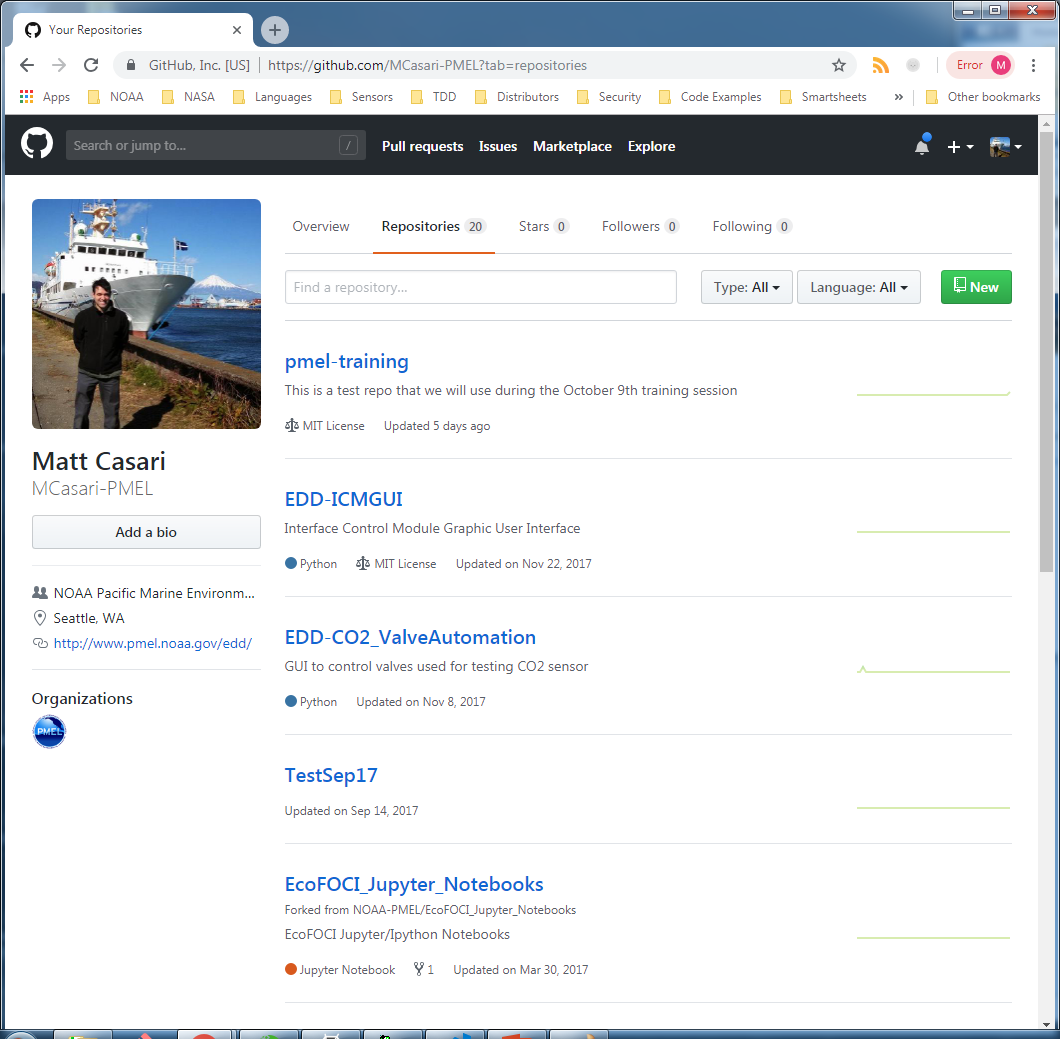 Your Repositories
GitHub, Inc. [US] | https://github.com/MCasari-PMEL?tab=repositories
Error M
Apps NOAA NASA Languages Sensors TDD Distributors Security Code Examples Smartsheets » Other bookmarks
Search or jump to... / Pull requests Issues Marketplace Explore
Overview Repositories 20 Stars 0 Followers 0 Following 0
Find a repository... Type: All Language: All New
pmel-training
This is a test repo that we will use during the October 9th training session
MIT License Updated 5 days ago
Matt Casari
MCasari-PMEL
Add a bio
NOAA Pacific Marine Environm...
Seattle, WA
http://www.pmel.noaa.gov/edd/
Organizations
PMEL
EDD-ICMGUI
Interface Control Module Graphic User Interface
Python MIT License Updated on Nov 22, 2017
EDD-CO2_ValveAutomation
GUI to control valves used for testing CO2 sensor
Python Updated on Nov 8, 2017
TestSep17
Updated on Sep 14, 2017
EcoFOCI_Jupyter_Notebooks
Forked from NOAA-PMEL/EcoFOCI_Jupyter_Notebooks
EcoFOCI Jupyter/Ipython Notebooks
Jupyter Notebook 1 Updated on Mar 30, 2017